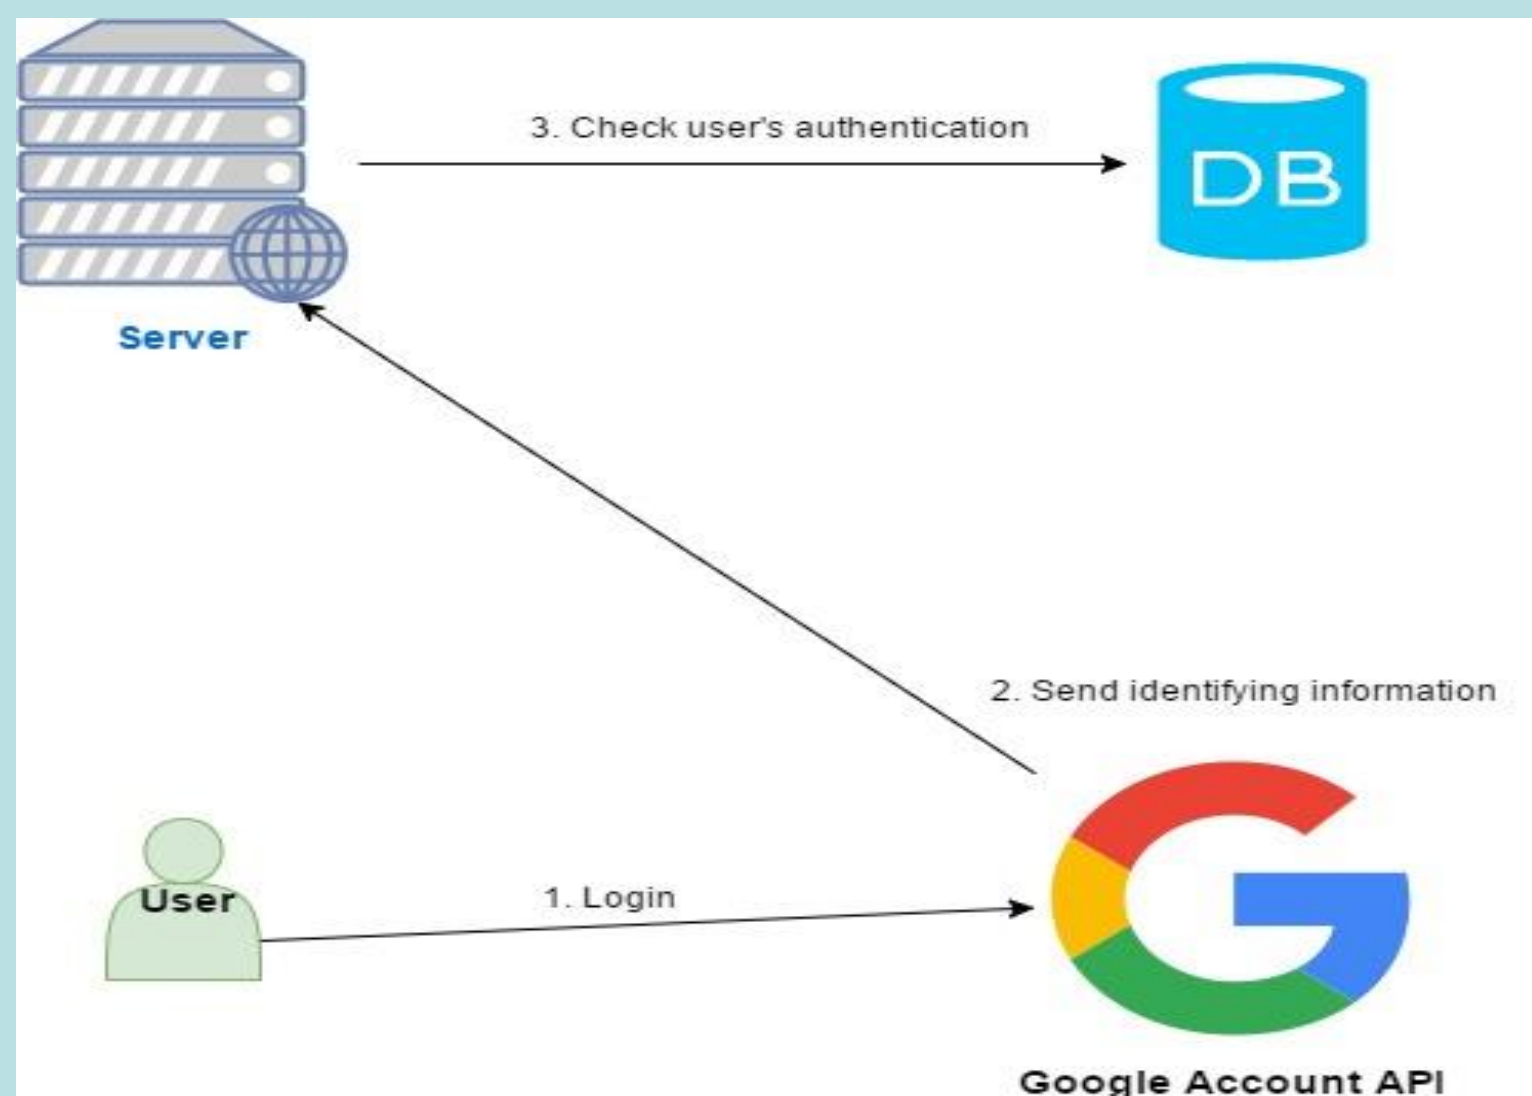 3. Check user's authentication
DB
Server
2. Send identifying information
User
1. Login
Google Account API